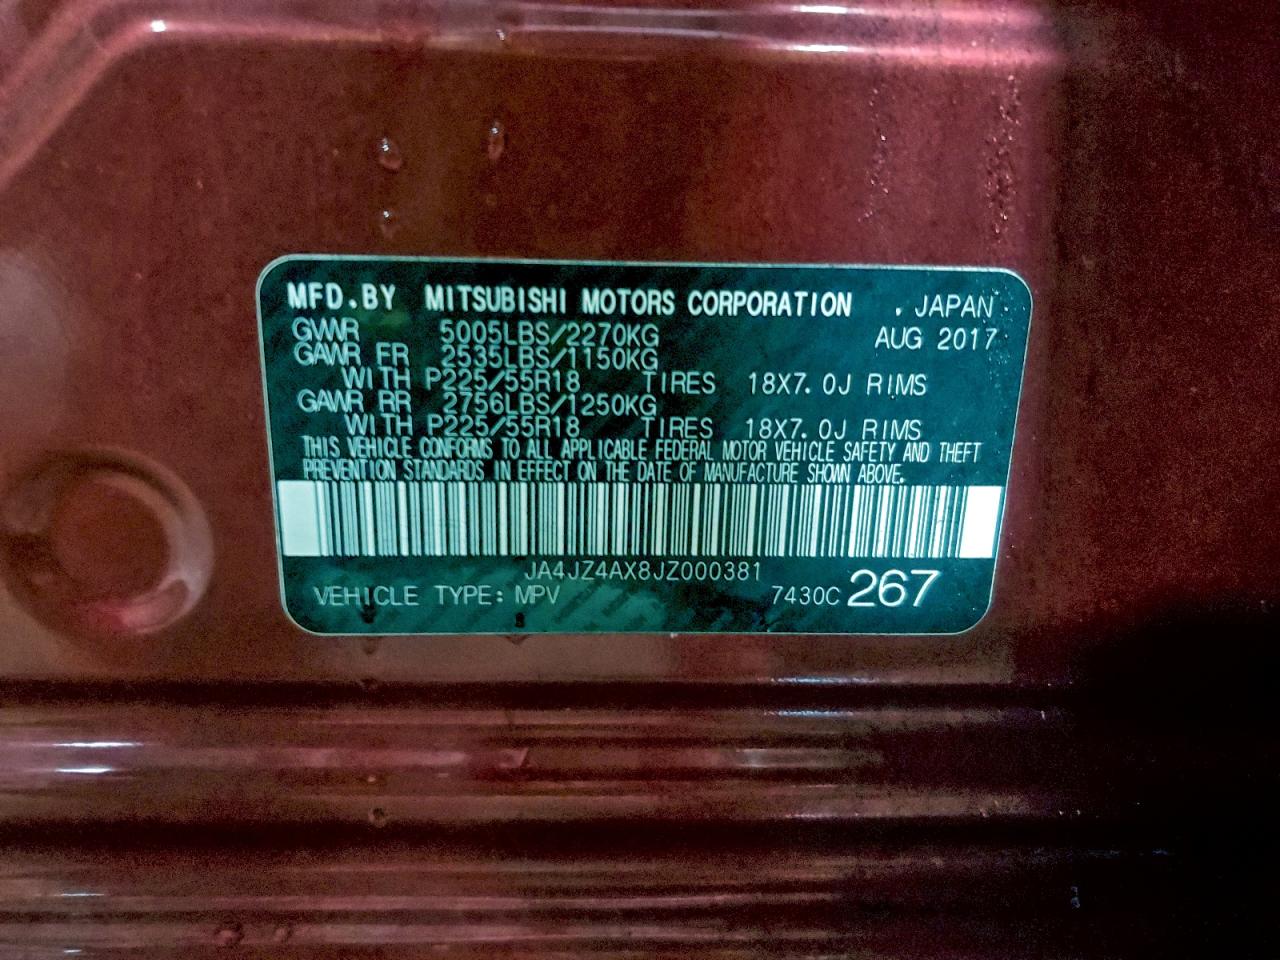 MFD.BY MITSUBISHI MOTORS CORPORATION . JAPAN
GVWR 5005LBS/2270KG AUG 2017
GAWR FR 2535LBS/1150KG
WITH P225/55R18 TIRES 18X7.0J RIMS
GAWR RR 2756LBS/1250KG
WITH P225/55R18 TIRES 18X7.0J RIMS
THIS VEHICLE CONFORMS TO ALL APPLICABLE FEDERAL MOTOR VEHICLE SAFETY AND THEFT
PREVENTION STANDARDS IN EFFECT ON THE DATE OF MANUFACTURE SHOWN ABOVE.
JA4JZ4AX8JZ000381
VEHICLE TYPE: MPV 7430C 267